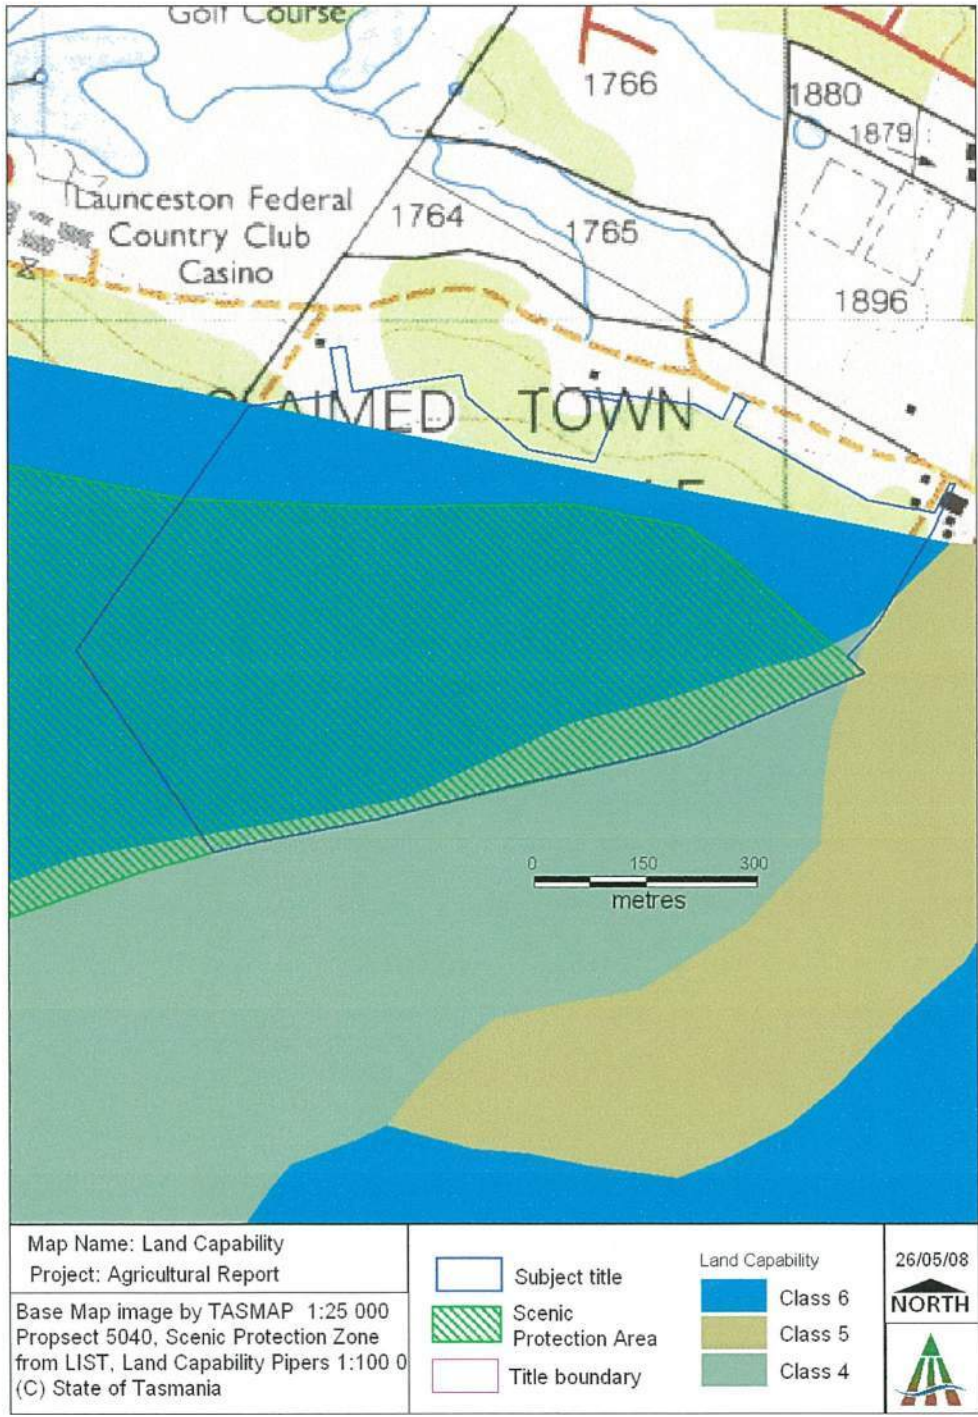 Golf Course
1766
1880
1879
Launceston Federal
Country Club
Casino
1764
1765
1896
CLAIMED TOWN
0 150 300
metres
Map Name: Land Capability
Project: Agricultural Report
Base Map image by TASMAP 1:25 000
Propsect 5040, Scenic Protection Zone
from LIST, Land Capability Pipers 1:100 0
(C) State of Tasmania
Subject title
Scenic
Protection Area
Title boundary
Land Capability
Class 6
Class 5
Class 4
26/05/08
NORTH